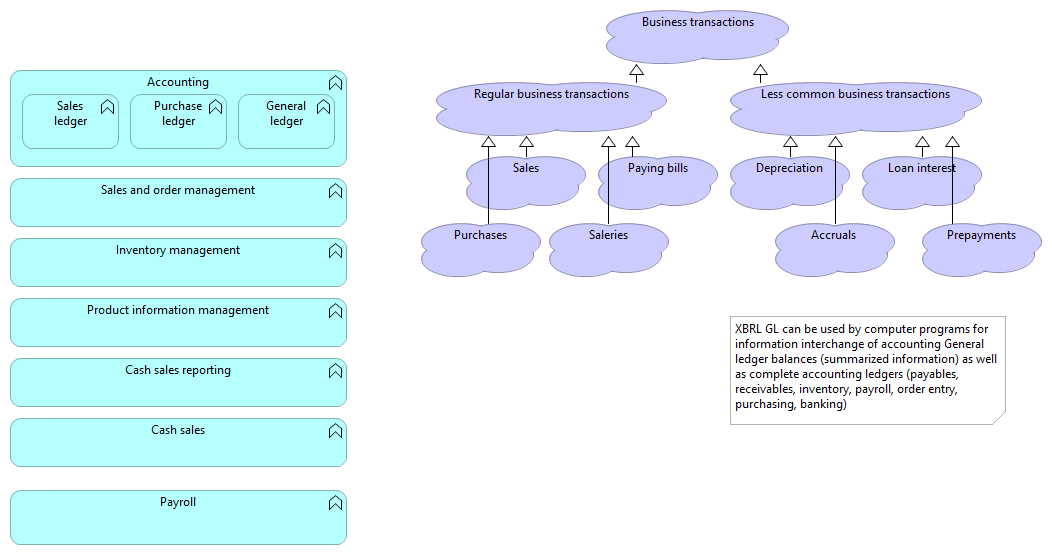 Business transactions
Accounting
Sales
ledger
Purchase
ledger
General
ledger
Sales and order management
Inventory management
Product information management
Cash sales reporting
Cash sales
Payroll
Regular business transactions
Less common business transactions
Sales
Paying bills
Depreciation
Loan interest
Purchases
Saleries
Accruals
Prepayments
XBRL GL can be used by computer programs for
information interchange of accounting General
ledger balances (summarized information) as well
as complete accounting ledgers (payables,
receivables, inventory, payroll, order entry,
purchasing, banking)